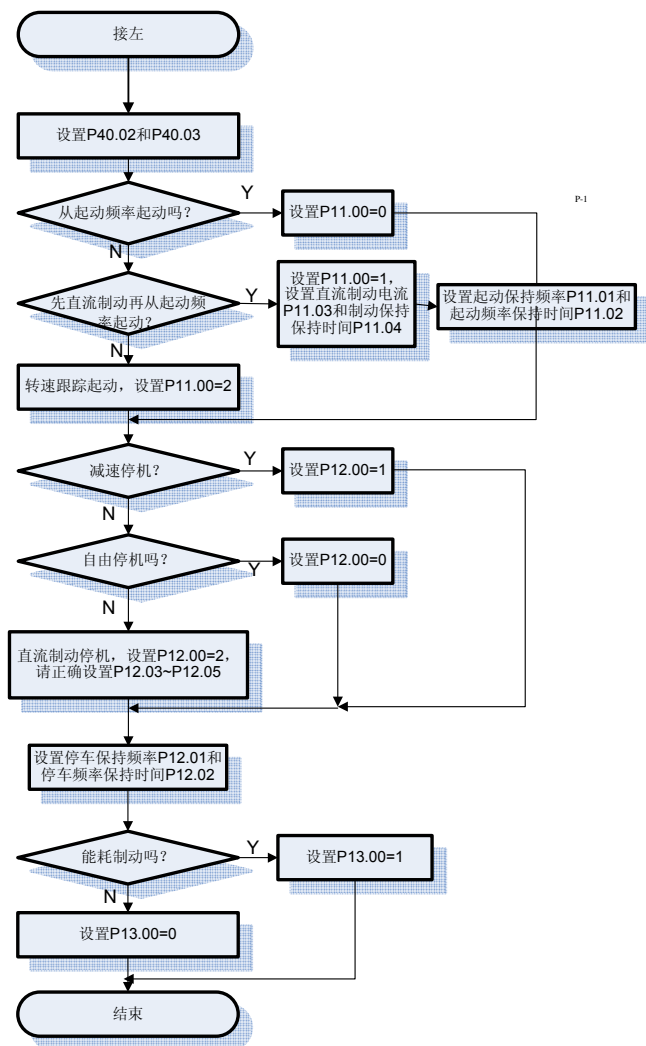 接左
设置P40.02和P40.03
从起动频率起动吗?
Y
设置P11.00=0
P-1
N
先直流制动再从起动频
率起动?
Y
设置P11.00=1,
设置直流制动电流
P11.03和制动保持
保持时间P11.04
设置起动保持频率P11.01和
起动频率保持时间P11.02
N
转速跟踪起动，设置P11.00=2
减速停机?
Y
设置P12.00=1
N
自由停机吗?
Y
设置P12.00=0
N
直流制动停机，设置P12.00=2,
请正确设置P12.03~P12.05
设置停车保持频率P12.01和
停车频率保持时间P12.02
能耗制动吗?
Y
设置P13.00=1
N
设置P13.00=0
结束